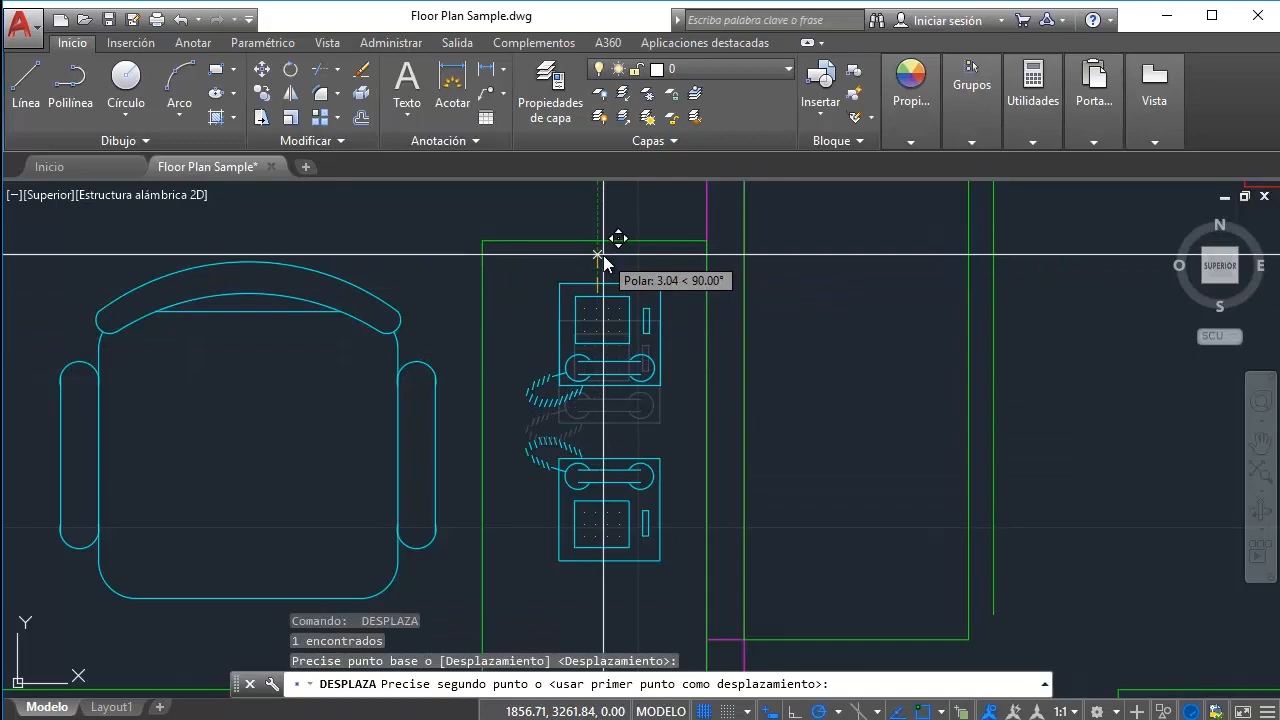 Floor Plan Sample.dwg
Escriba palabra clave o frase
Iniciar sesión
Inicio Inserción Anotar Paramétrico Vista Administrar Salida Complementos A360 Aplicaciones destacadas
0
Línea Polilínea Círculo Arco
Texto Acotar
Propiedades
de capa
Insertar
Propi...
Grupos
Utilidades
Porta...
Vista
Dibujo Modificar Anotación Capas Bloque
Inicio Floor Plan Sample*
[−][Superior][Estructura alámbrica 2D]
N
O SUPERIOR E
S
SCU
Polar: 3.04 < 90.00°
Comando: DESPLAZA
1 encontrados
Precise punto base o [Desplazamiento] <Desplazamiento>:
DESPLAZA Precise segundo punto o <usar primer punto como desplazamiento>:
Y
X
Modelo Layout1
1856.71, 3261.84, 0.00 MODELO 1:1